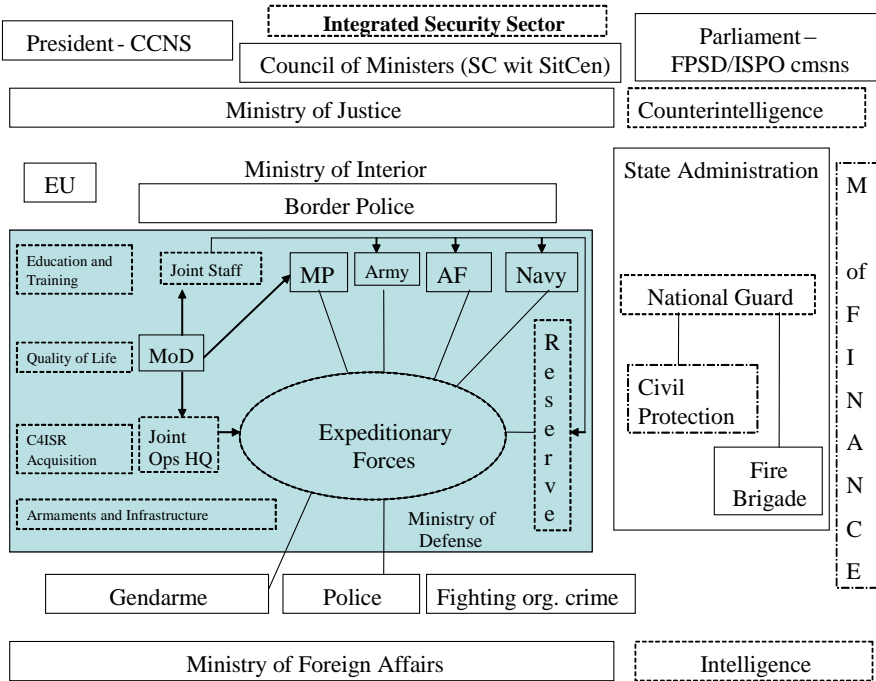 Integrated Security Sector
President - CCNS
Council of Ministers (SC wit SitCen)
Parliament –
FPSD/ISPO cmsns
Ministry of Justice
Counterintelligence
EU
Ministry of Interior
Border Police
State Administration
M
of
F
I
N
A
N
C
E
Education and
Training
Joint Staff
MP
Army
AF
Navy
National Guard
Quality of Life
MoD
R
e
s
e
r
v
e
Civil
Protection
C4ISR
Acquisition
Joint
Ops HQ
Expeditionary
Forces
Fire
Brigade
Armaments and Infrastructure
Ministry of
Defense
Gendarme
Police
Fighting org. crime
Ministry of Foreign Affairs
Intelligence